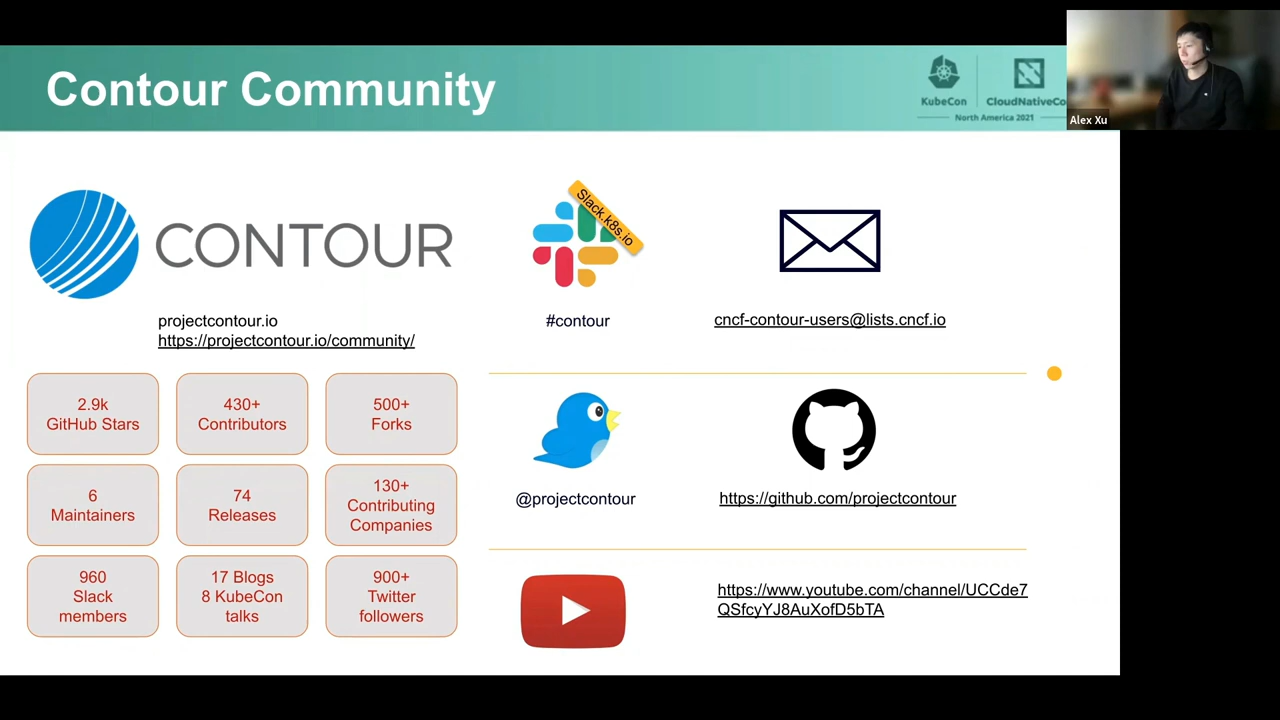 Contour Community
KubeCon
CloudNativeCo
North America 2021
Alex Xu
CONTOUR
projectcontour.io
https://projectcontour.io/community/
Slack.k8s.io
#contour
cncf-contour-users@lists.cncf.io
2.9k
GitHub Stars
430+
Contributors
500+
Forks
6
Maintainers
74
Releases
130+
Contributing
Companies
960
Slack
members
17 Blogs
8 KubeCon
talks
900+
Twitter
followers
@projectcontour
https://github.com/projectcontour
https://www.youtube.com/channel/UCCde7
QSfcyYJ8AuXofD5bTA